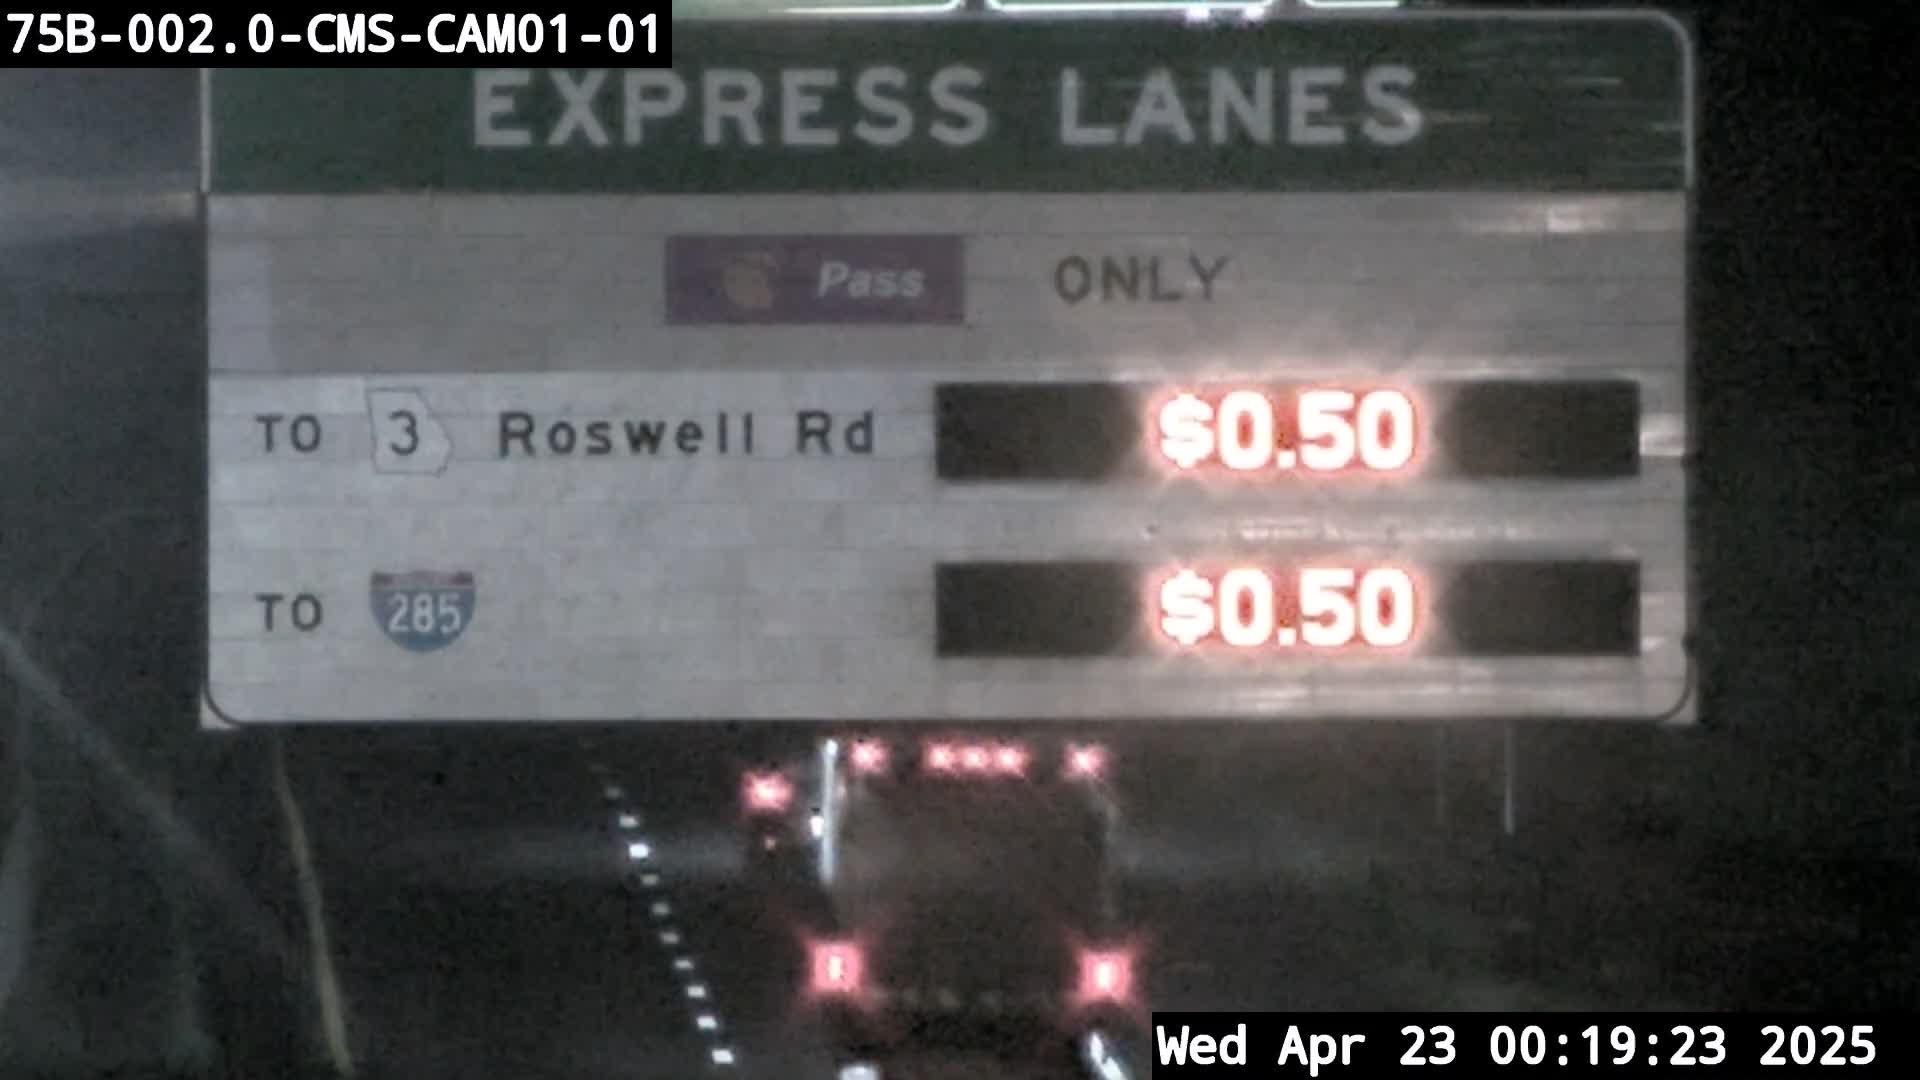 75B-002.0-CMS-CAM01-01
EXPRESS LANES
Pass ONLY
TO 3 Roswell Rd $0.50
TO 285 $0.50
Wed Apr 23 00:19:23 2025